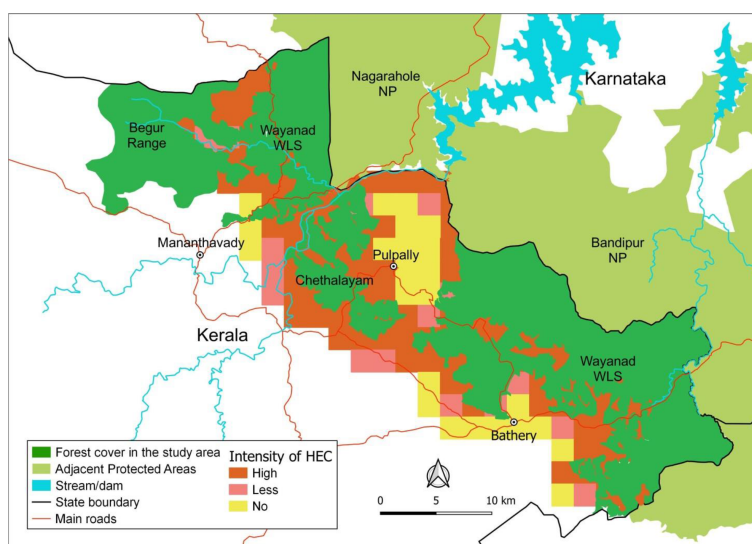 Nagarahole
NP
Karnataka
Begur
Range
Wayanad
WLS
Mananthavady
Pulpally
Bandipur
NP
Chethalayam
Kerala
Wayanad
WLS
Bathery
Forest cover in the study area
Adjacent Protected Areas
Stream/dam
State boundary
Main roads
Intensity of HEC
High
Less
No
0 5 10 km